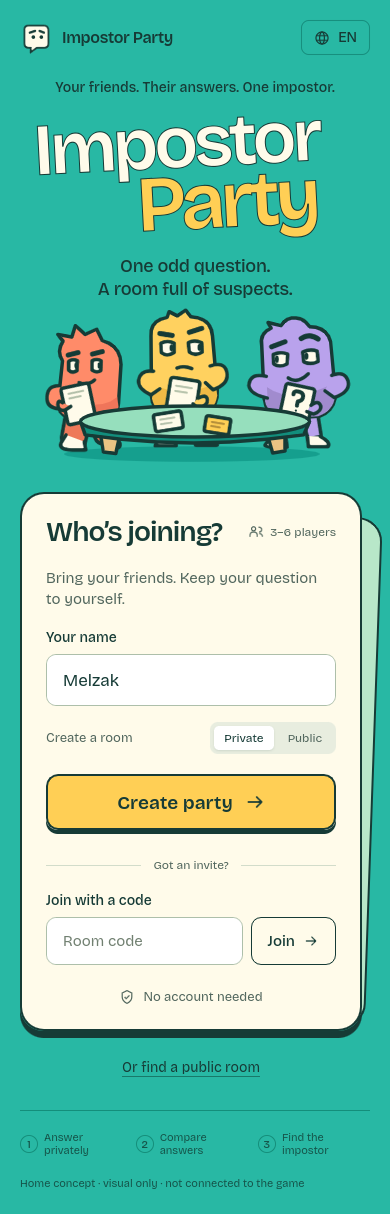 Impostor Party
EN
Your friends. Their answers. One impostor.
Impostor
Party
One odd question.
A room full of suspects.
?
Who's joining?
3–6 players
Bring your friends. Keep your question
to yourself.
Your name
Melzak
Create a room
Private
Public
Create party →
Got an invite?
Join with a code
Room code
Join →
No account needed
Or find a public room
1 Answer
privately
2 Compare
answers
3 Find the
impostor
Home concept · visual only · not connected to the game